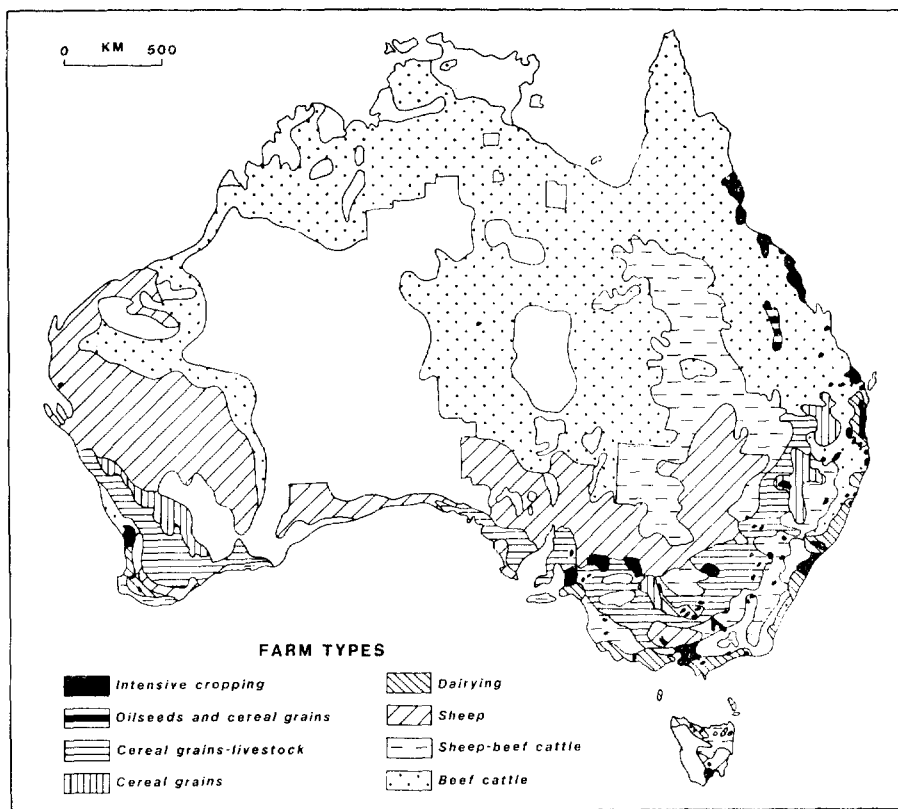 KM
0 500
FARM TYPES
Intensive cropping
Oilseeds and cereal grains
Cereal grains-livestock
Cereal grains
Dairying
Sheep
Sheep-beef cattle
Beef cattle